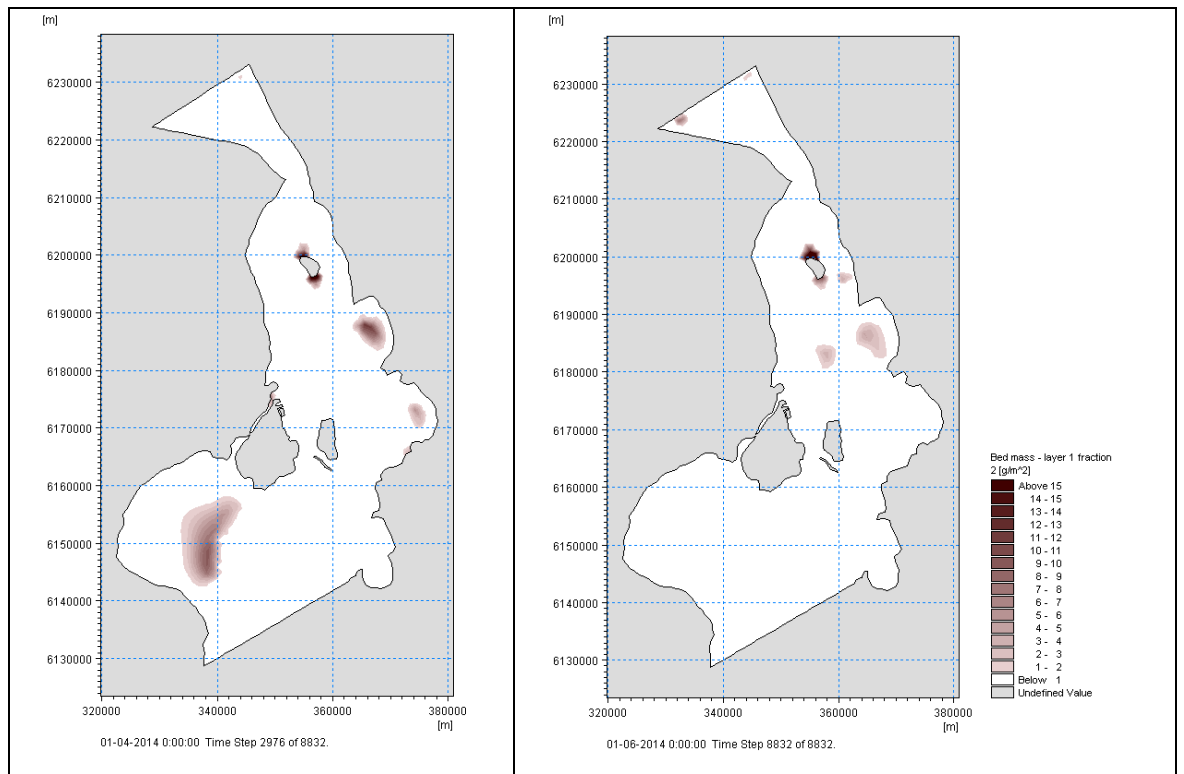 [m]
6230000
6220000
6210000
6200000
6190000
6180000
6170000
6160000
6150000
6140000
6130000
320000 340000 360000 380000
[m]
01-04-2014 0:00:00 Time Step 2976 of 8832.
[m]
6230000
6220000
6210000
6200000
6190000
6180000
6170000
6160000
6150000
6140000
6130000
320000 340000 360000 380000
[m]
01-06-2014 0:00:00 Time Step 8832 of 8832.
Bed mass - layer 1 fraction
2 [g/m^2]
Above 15
14 - 15
13 - 14
12 - 13
11 - 12
10 - 11
9 - 10
8 - 9
7 - 8
6 - 7
5 - 6
4 - 5
3 - 4
2 - 3
1 - 2
Below 1
Undefined Value